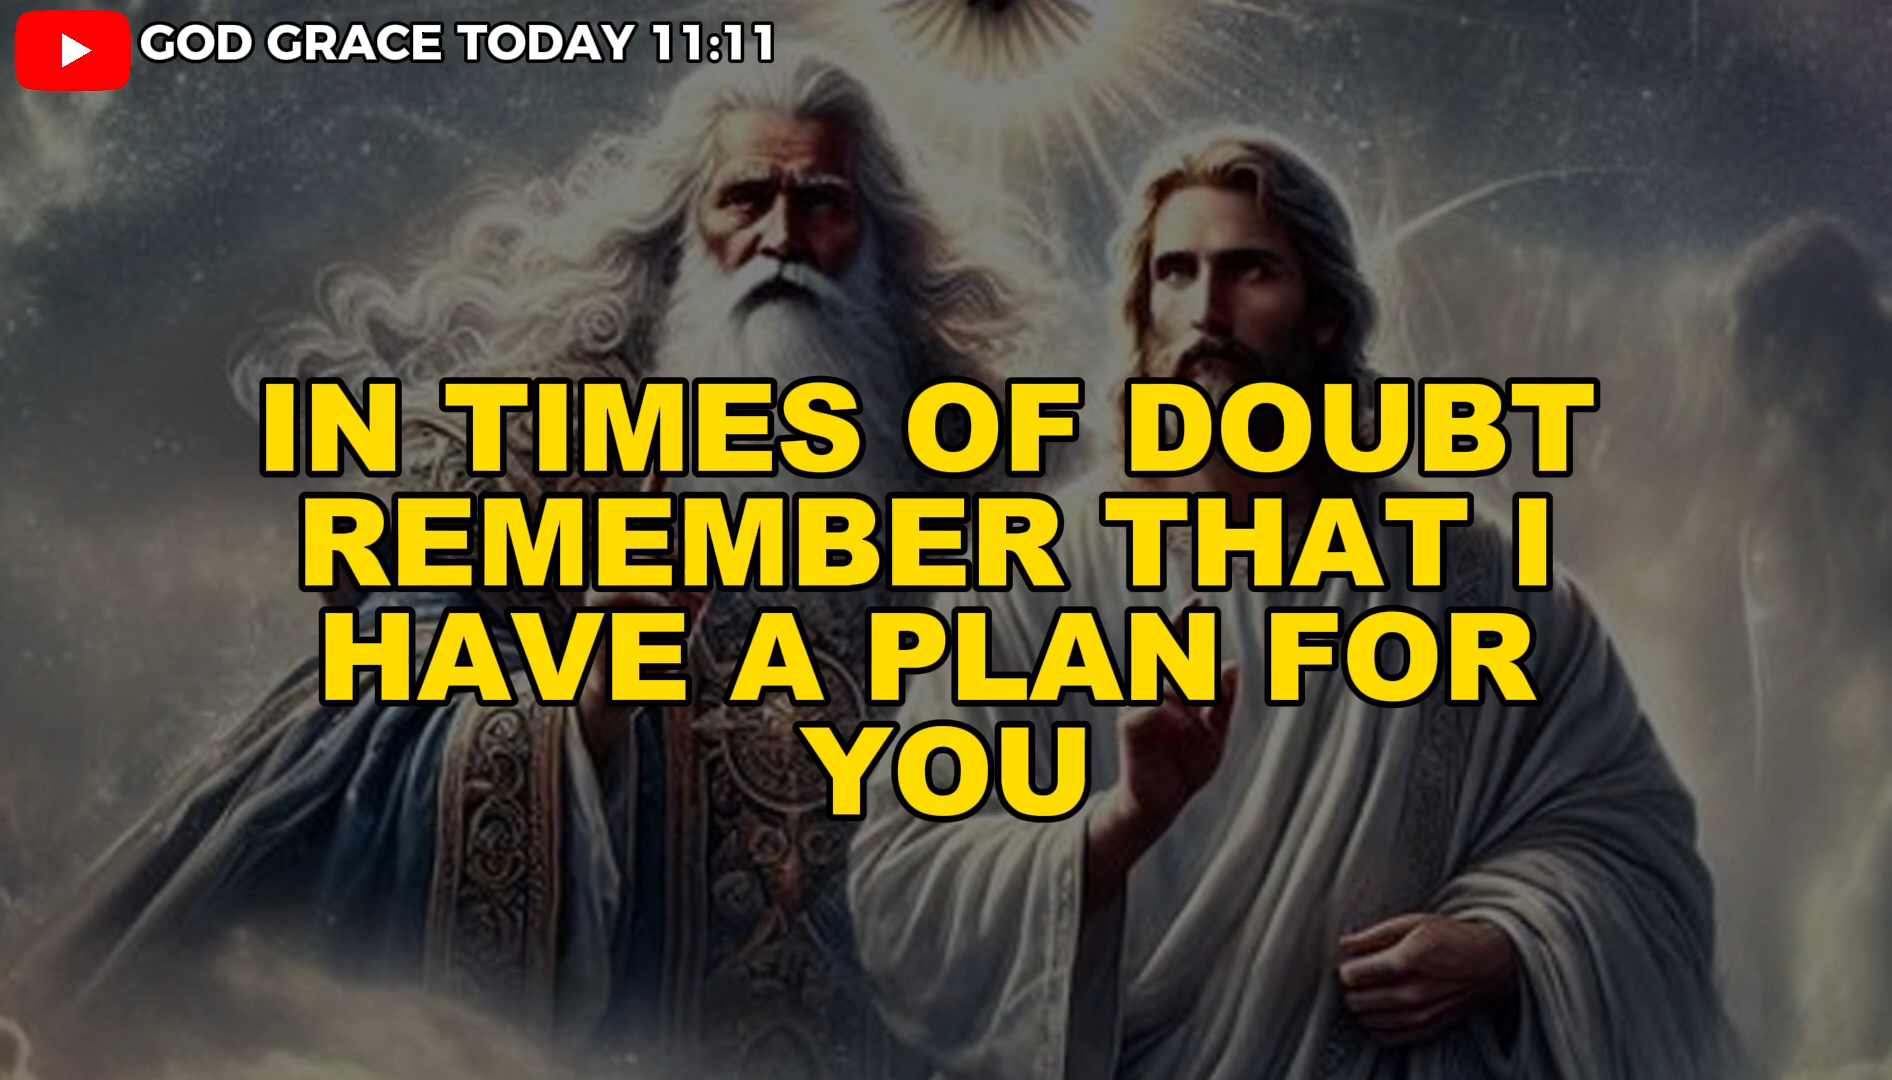 GOD GRACE TODAY 11:11
IN TIMES OF DOUBT
REMEMBER THAT I
HAVE A PLAN FOR
YOU